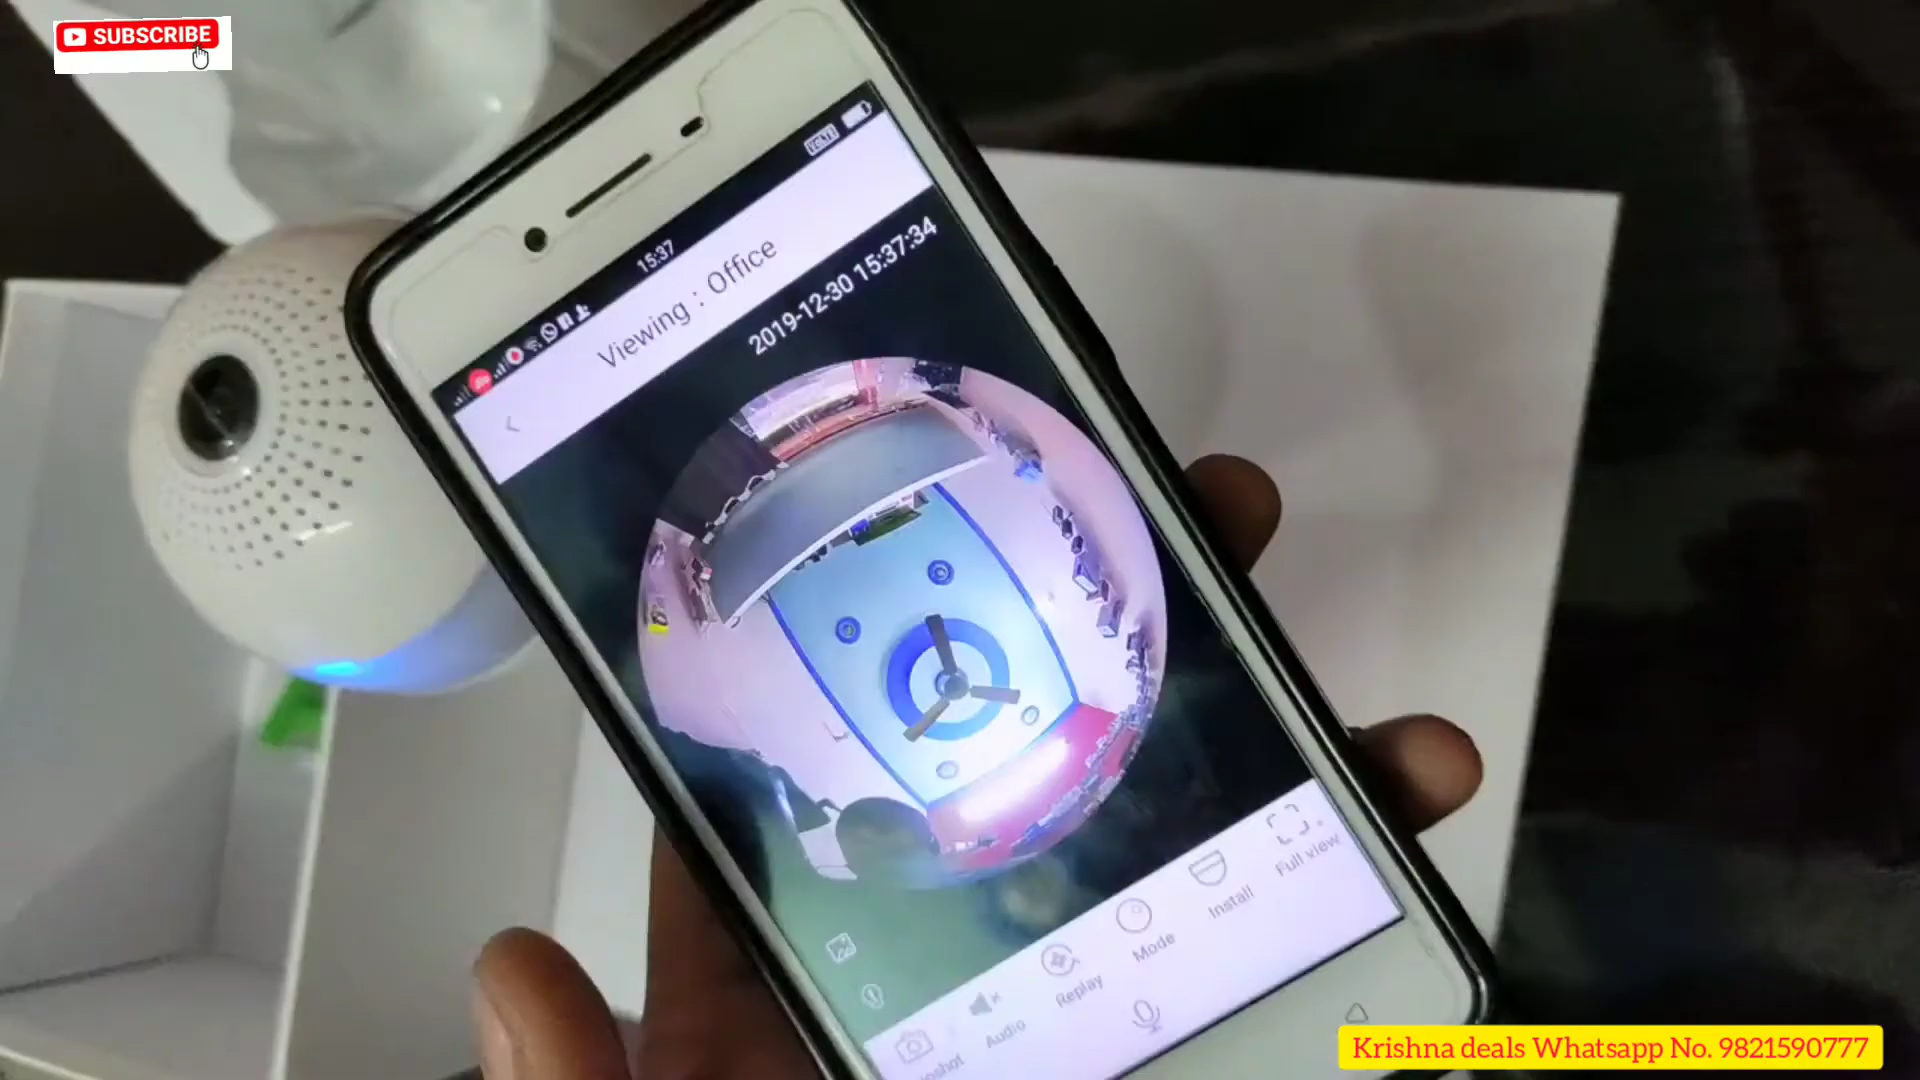 SUBSCRIBE
VoLTE
15:37
Viewing : Office
2019-12-30 15:37:34
Full view
Install
Mode
Replay
Audio
Krishna deals Whatsapp No. 9821590777